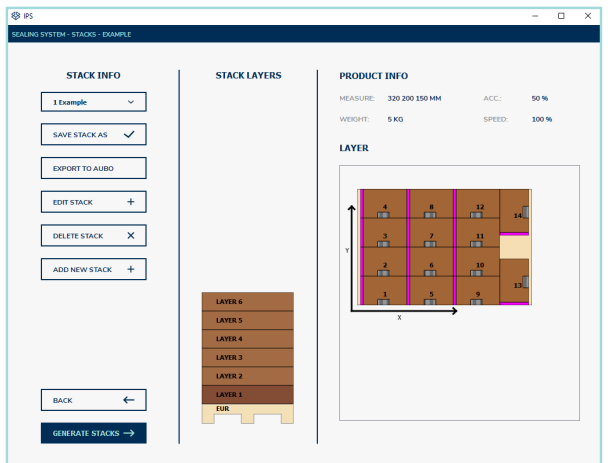 IPS
SEALING SYSTEM - STACKS - EXAMPLE
STACK INFO
1 Example
SAVE STACK AS
EXPORT TO AUBO
EDIT STACK
DELETE STACK
ADD NEW STACK
BACK
GENERATE STACKS
STACK LAYERS
LAYER 6
LAYER 5
LAYER 4
LAYER 3
LAYER 2
LAYER 1
EUR
PRODUCT INFO
MEASURE: 320 200 150 MM ACC.: 50 %
WEIGHT: 5 KG SPEED: 100 %
LAYER
4 8 12 14
3 7 11
Y
2 6 10
13
1 5 9
X